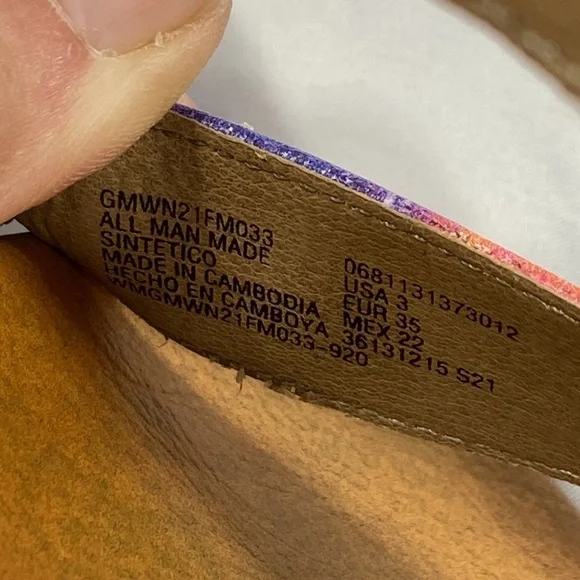 GMWN21FM033
ALL MAN MADE
SINTETICO
MADE IN CAMBODIA
HECHO EN CAMBOYA
WMGMWN21FM033-920
0681131373012
USA 3
EUR 35
MEX 22
36131215 S21